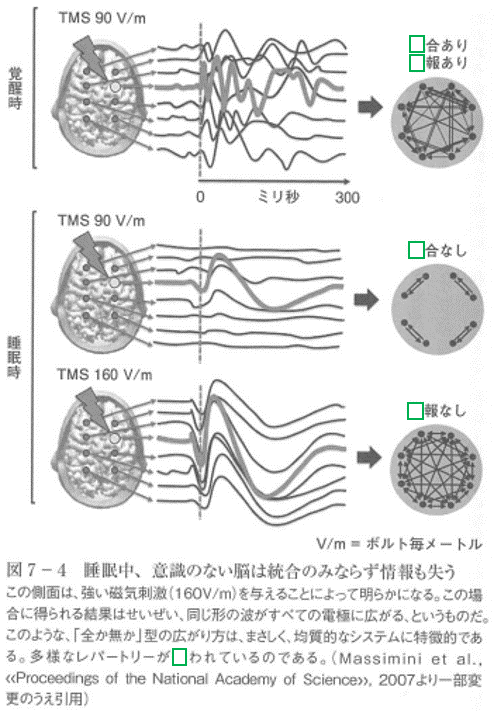 TMS 90 V/m
合あり
報あり
覚醒時
0
ミリ秒
300
TMS 90 V/m
合なし
睡眠時
TMS 160 V/m
報なし
V/m = ボルト毎メートル
図7-4 睡眠中、意識のない脳は統合のみならず情報も失う
この側面は、強い磁気刺激(160V/m)を与えることによって明らかになる。この場
合に得られる結果はせいぜい、同じ形の波がすべての電極に広がる、というものだ。
このような、「全か無か」型の広がり方は、まさしく、均質的なシステムに特徴的であ
る。多様なレパートリーが われているのである。(Massimini et al.,
≪Proceedings of the National Academy of Science≫, 2007より一部変
更のうえ引用)